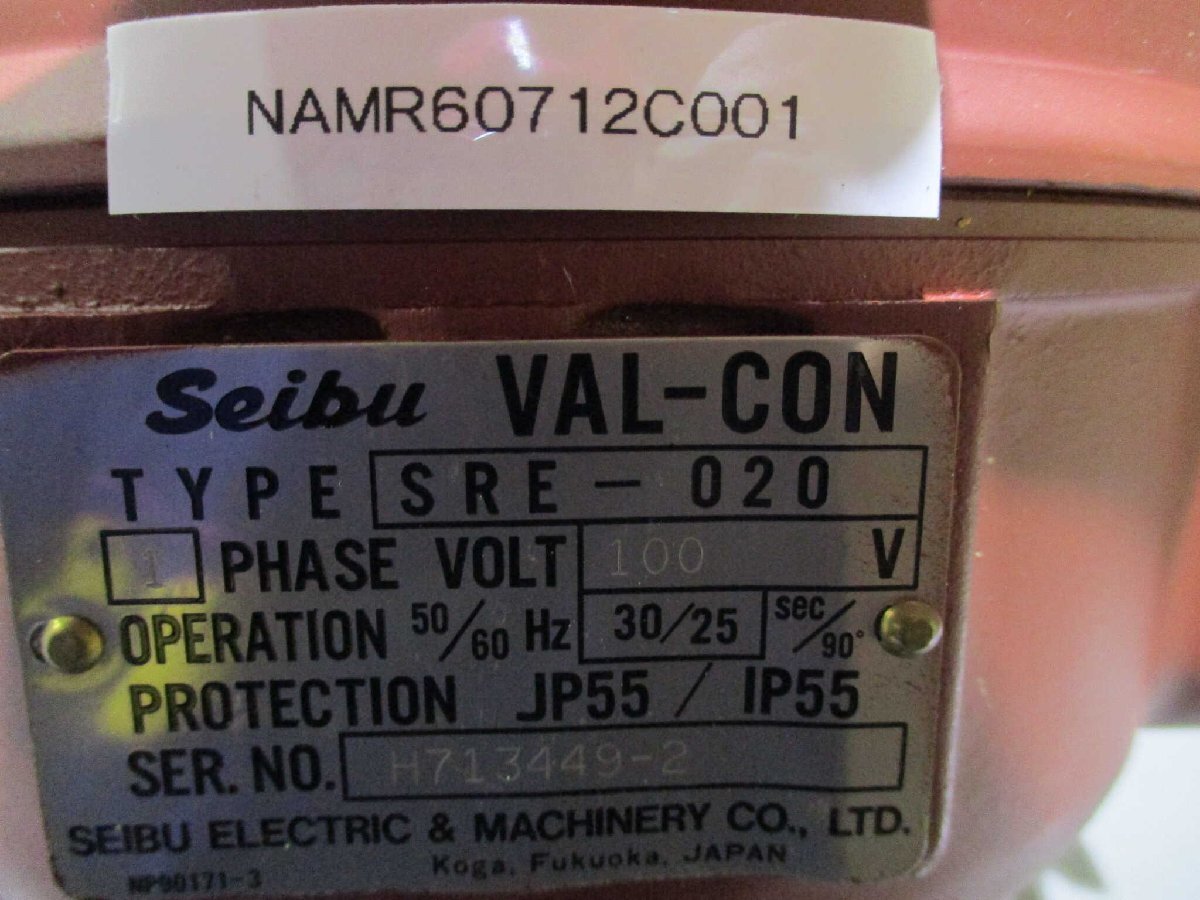 NAMR60712C001
Seibu VAL-CON
TYPE SRE-020
1 PHASE VOLT 100 V
OPERATION 50/60 Hz 30/25 sec/90°
PROTECTION JP55 / IP55
SER. NO. H713449-2
SEIBU ELECTRIC & MACHINERY CO., LTD.
Koga, Fukuoka, JAPAN
NP90171-3